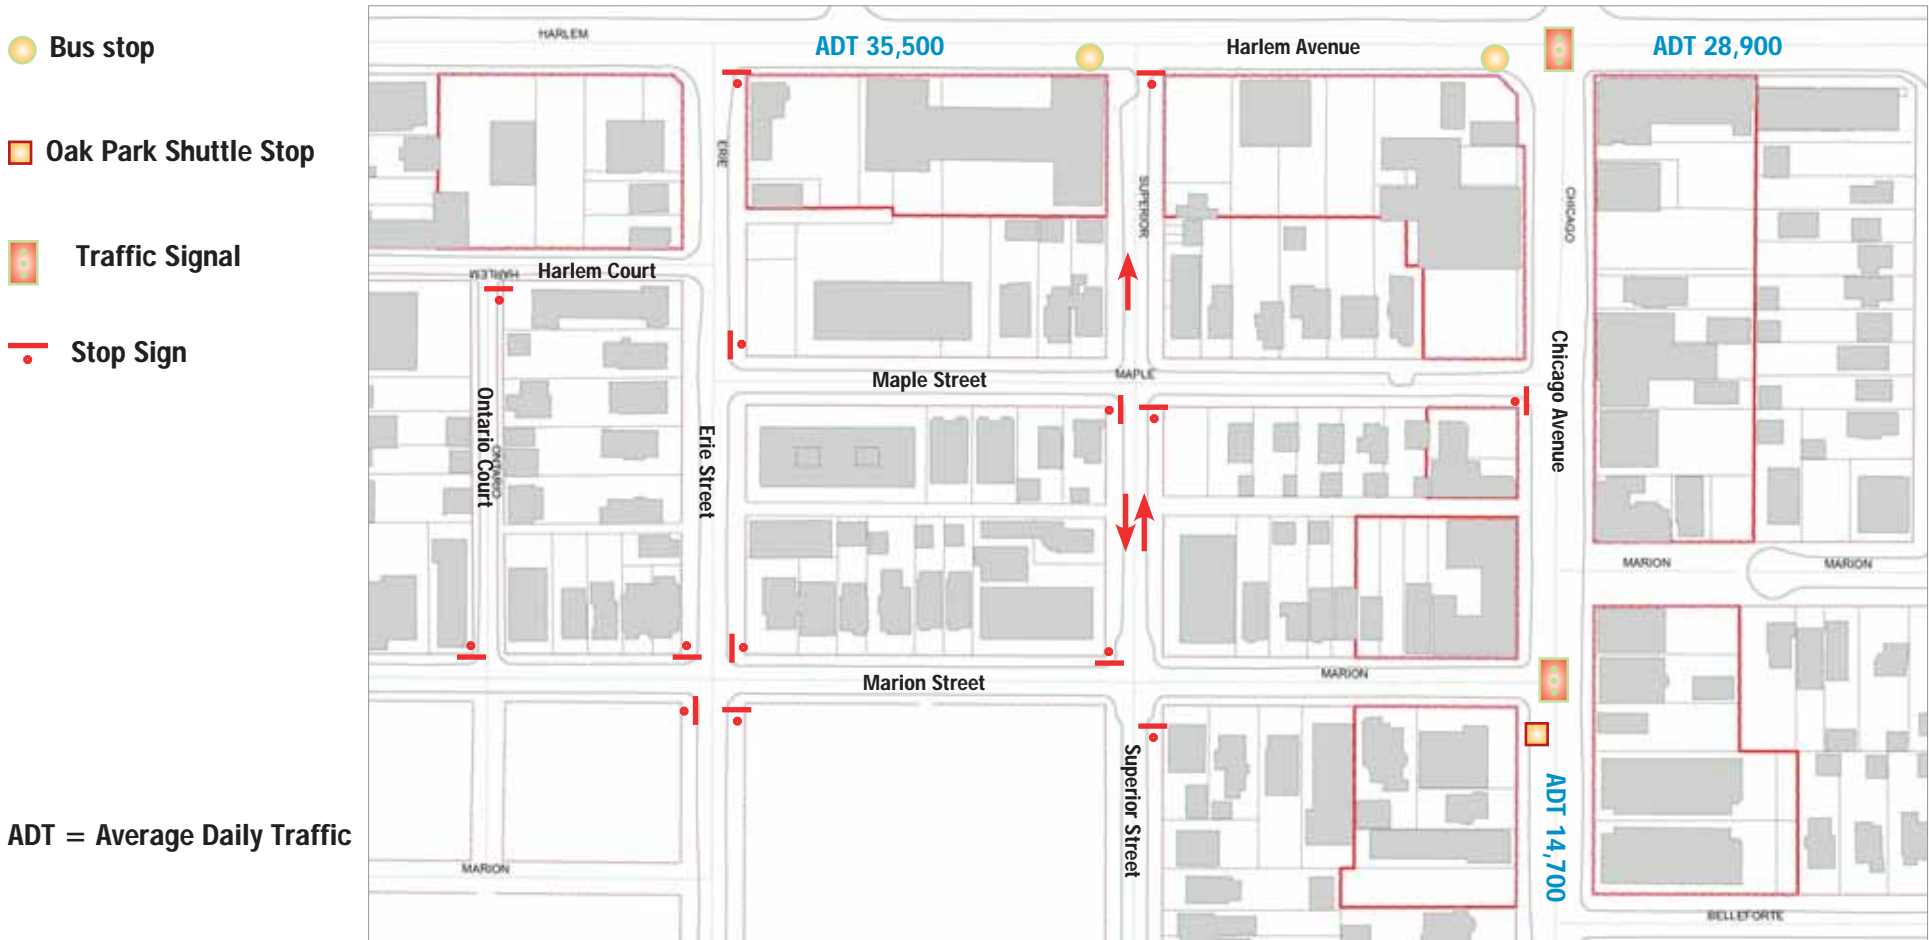 Bus stop
Oak Park Shuttle Stop
Traffic Signal
Stop Sign
ADT = Average Daily Traffic
HARLEM
ADT 35,500
Harlem Avenue
ADT 28,900
ERIE
SUPERIOR
CHICAGO
HARLEM
Harlem Court
Maple Street
MAPLE
Ontario Court
ONTARIO
Erie Street
Chicago Avenue
MARION
MARION
Marion Street
MARION
Superior Street
ADT 14,700
MARION
BELLEFORTE